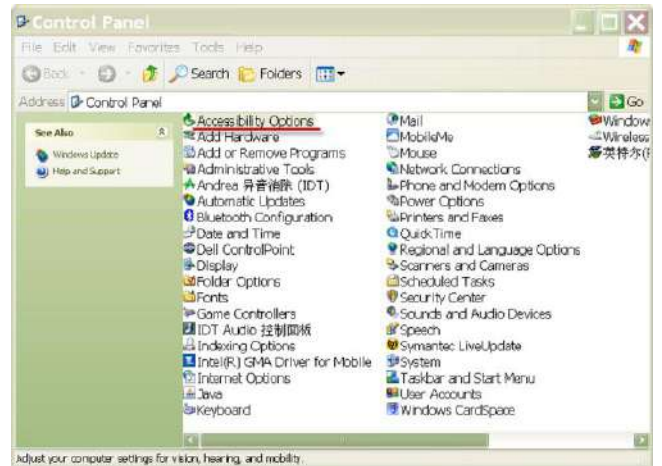 Control Panel
File Edit View Favorites Tools Help
Back Search Folders
Address Control Panel Go
See Also
Windows Update
Help and Support
Accessibility Options
Add Hardware
Add or Remove Programs
Administrative Tools
Andrea 异音消除 (IDT)
Automatic Updates
Bluetooth Configuration
Date and Time
Dell ControlPoint
Display
Folder Options
Fonts
Game Controllers
IDT Audio 控制面板
Indexing Options
Intel(R) GMA Driver for Mobile
Internet Options
Java
Keyboard
Mail
MobileMe
Mouse
Network Connections
Phone and Modem Options
Power Options
Printers and Faxes
QuickTime
Regional and Language Options
Scanners and Cameras
Scheduled Tasks
Security Center
Sounds and Audio Devices
Speech
Symantec LiveUpdate
System
Taskbar and Start Menu
User Accounts
Windows CardSpace
Window
Wireless
英特尔(
Adjust your computer settings for vision, hearing, and mobility.